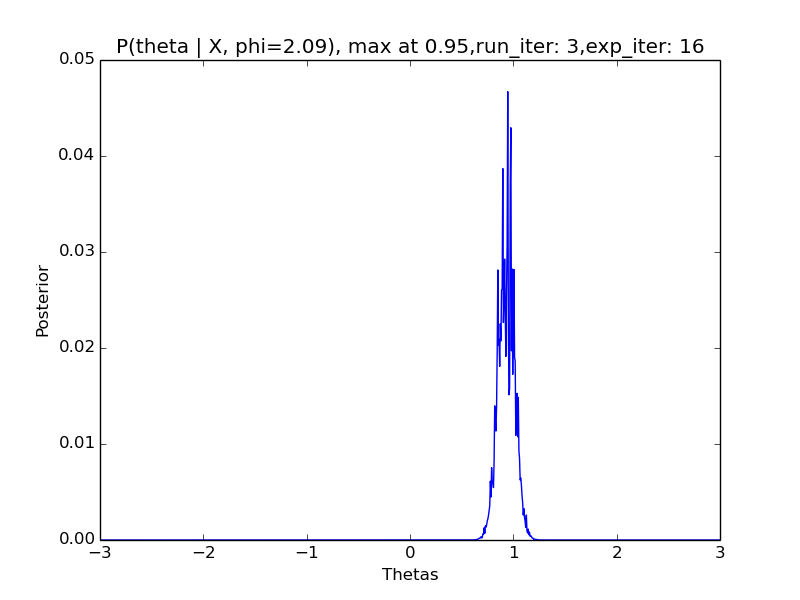 P(theta | X, phi=2.09), max at 0.95,run_iter: 3,exp_iter: 16
0.05
0.04
0.03
0.02
0.01
0.00
Posterior
−3 −2 −1 0 1 2 3
Thetas